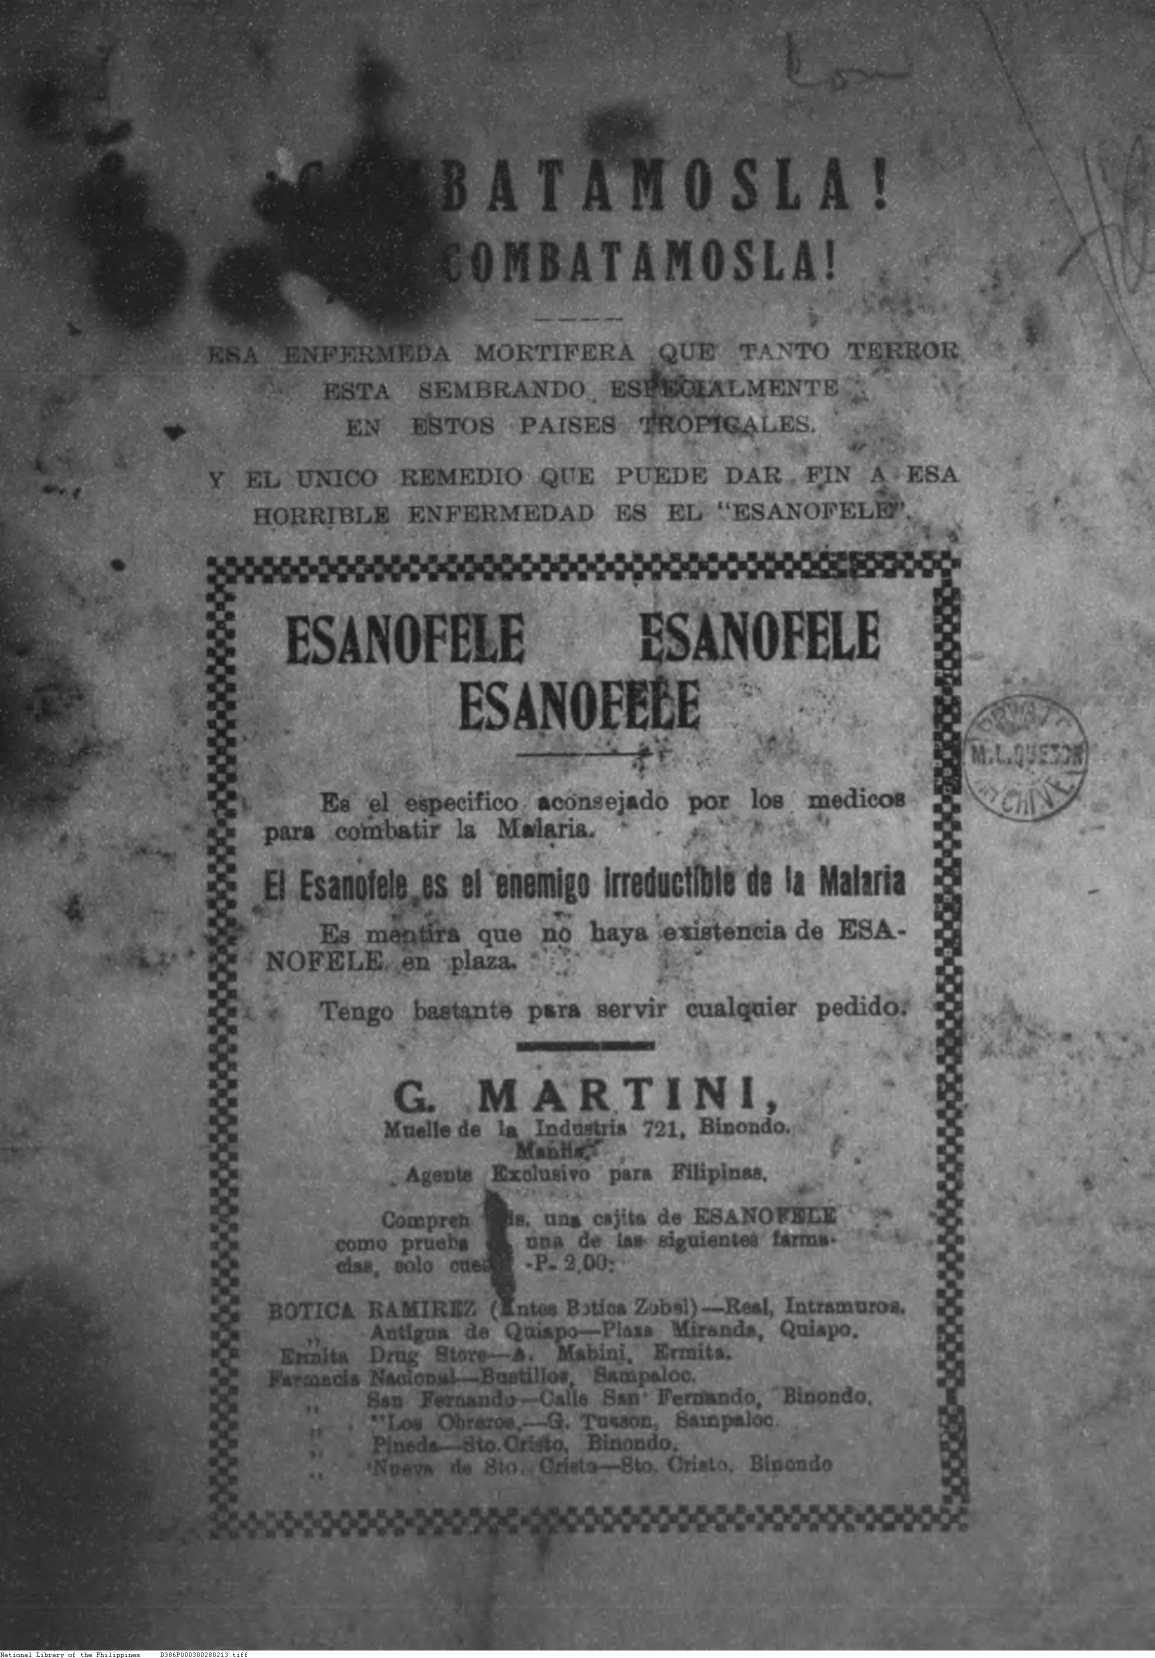 ¡COMBATAMOSLA!
COMBATAMOSLA!
ESA ENFERMEDA MORTIFERA QUE TANTO TERROR
ESTA SEMBRANDO ESPECIALMENTE
EN ESTOS PAISES TROPICALES.
Y EL UNICO REMEDIO QUE PUEDE DAR FIN A ESA
HORRIBLE ENFERMEDAD ES EL "ESANOFELE".
ESANOFELE ESANOFELE
ESANOFELE
Es el especifico aconsejado por los medicos
para combatir la Malaria.
El Esanofele es el enemigo irreductible de la Malaria
Es mentira que no haya existencia de ESA-
NOFELE en plaza.
Tengo bastante para servir cualquier pedido.
G. MARTINI,
Muelle de la Industria 721, Binondo.
Manila,
Agente Exclusivo para Filipinas,
Compren una cajita de ESANOFELE
como prueba una de las siguientes farma-
cias, solo P. 2,00:
BOTICA RAMIREZ (Antes Botica Zobel)—Real, Intramuros.
,, Antigua de Quiapo—Plaza Miranda, Quiapo.
Ermita Drug Store—A. Mabini, Ermita.
Farmacia Nacional—Bustillos, Sampaloc.
,, San Fernando—Calle San Fernando, Binondo.
,, "Los Obreros,—G. Tuason, Sampaloc.
,, Pineda—Sto. Cristo, Binondo.
,, Nueva de Sto. Cristo—Sto. Cristo, Binondo
PRIVATE
M.L.QUEZON
ARCHIVE
National Library of the Philippines D386P000300280213.tiff